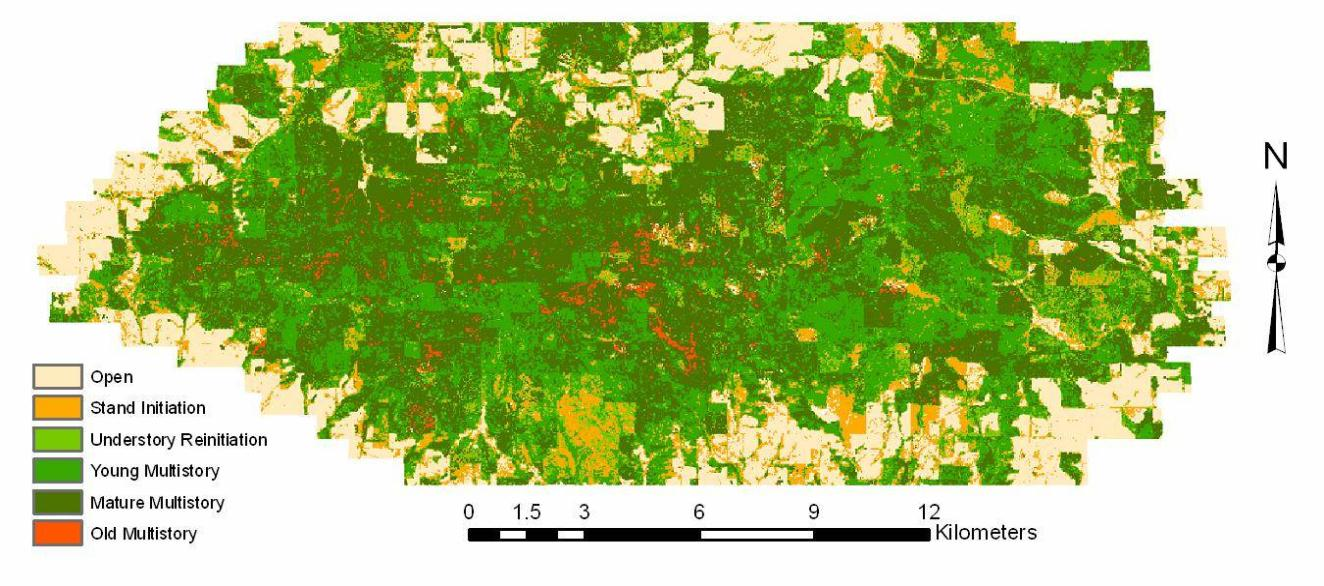 N
Open
Stand Initiation
Understory Reinitiation
Young Multistory
Mature Multistory
Old Multistory
0 1.5 3 6 9 12
Kilometers